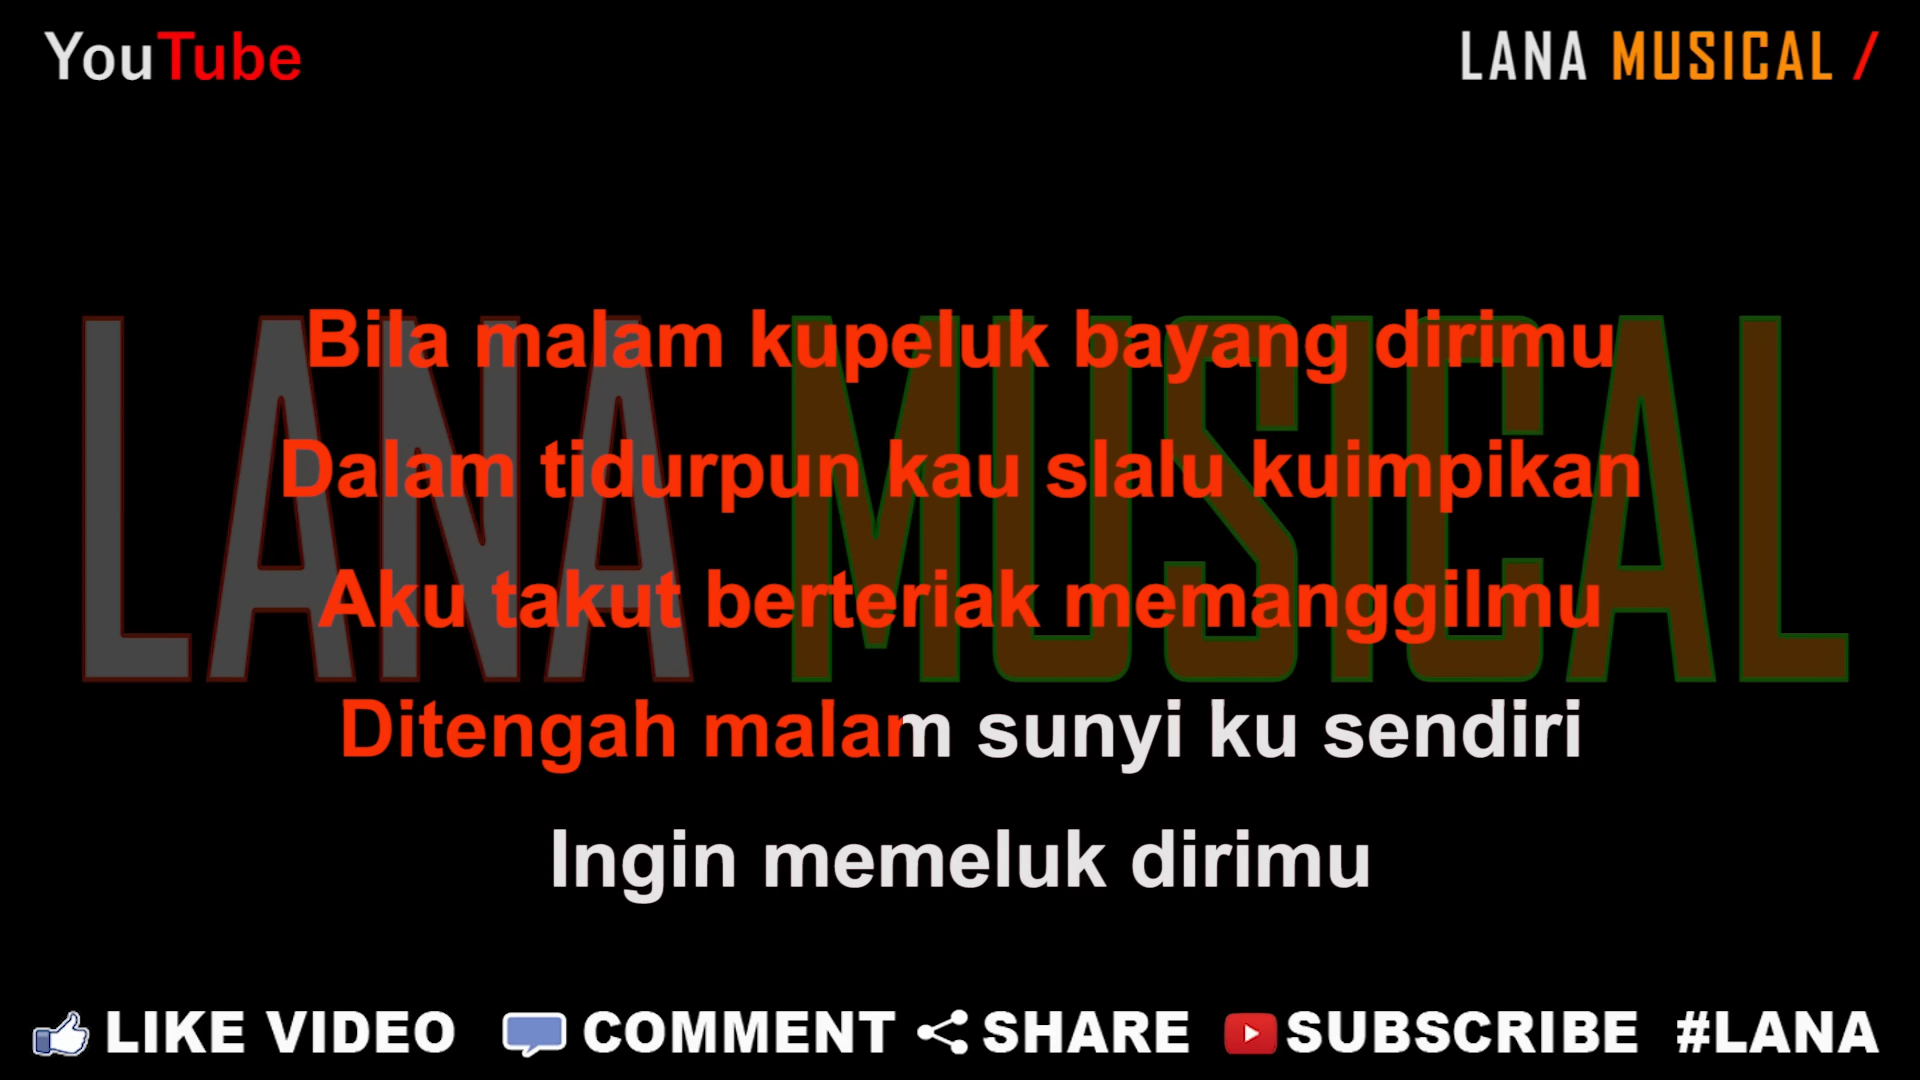 YouTube
LANA MUSICAL /
LANA MUSICAL
Bila malam kupeluk bayang dirimu
Dalam tidurpun kau slalu kuimpikan
Aku takut berteriak memanggilmu
Ditengah malam sunyi ku sendiri
Ingin memeluk dirimu
LIKE VIDEO COMMENT SHARE SUBSCRIBE #LANA